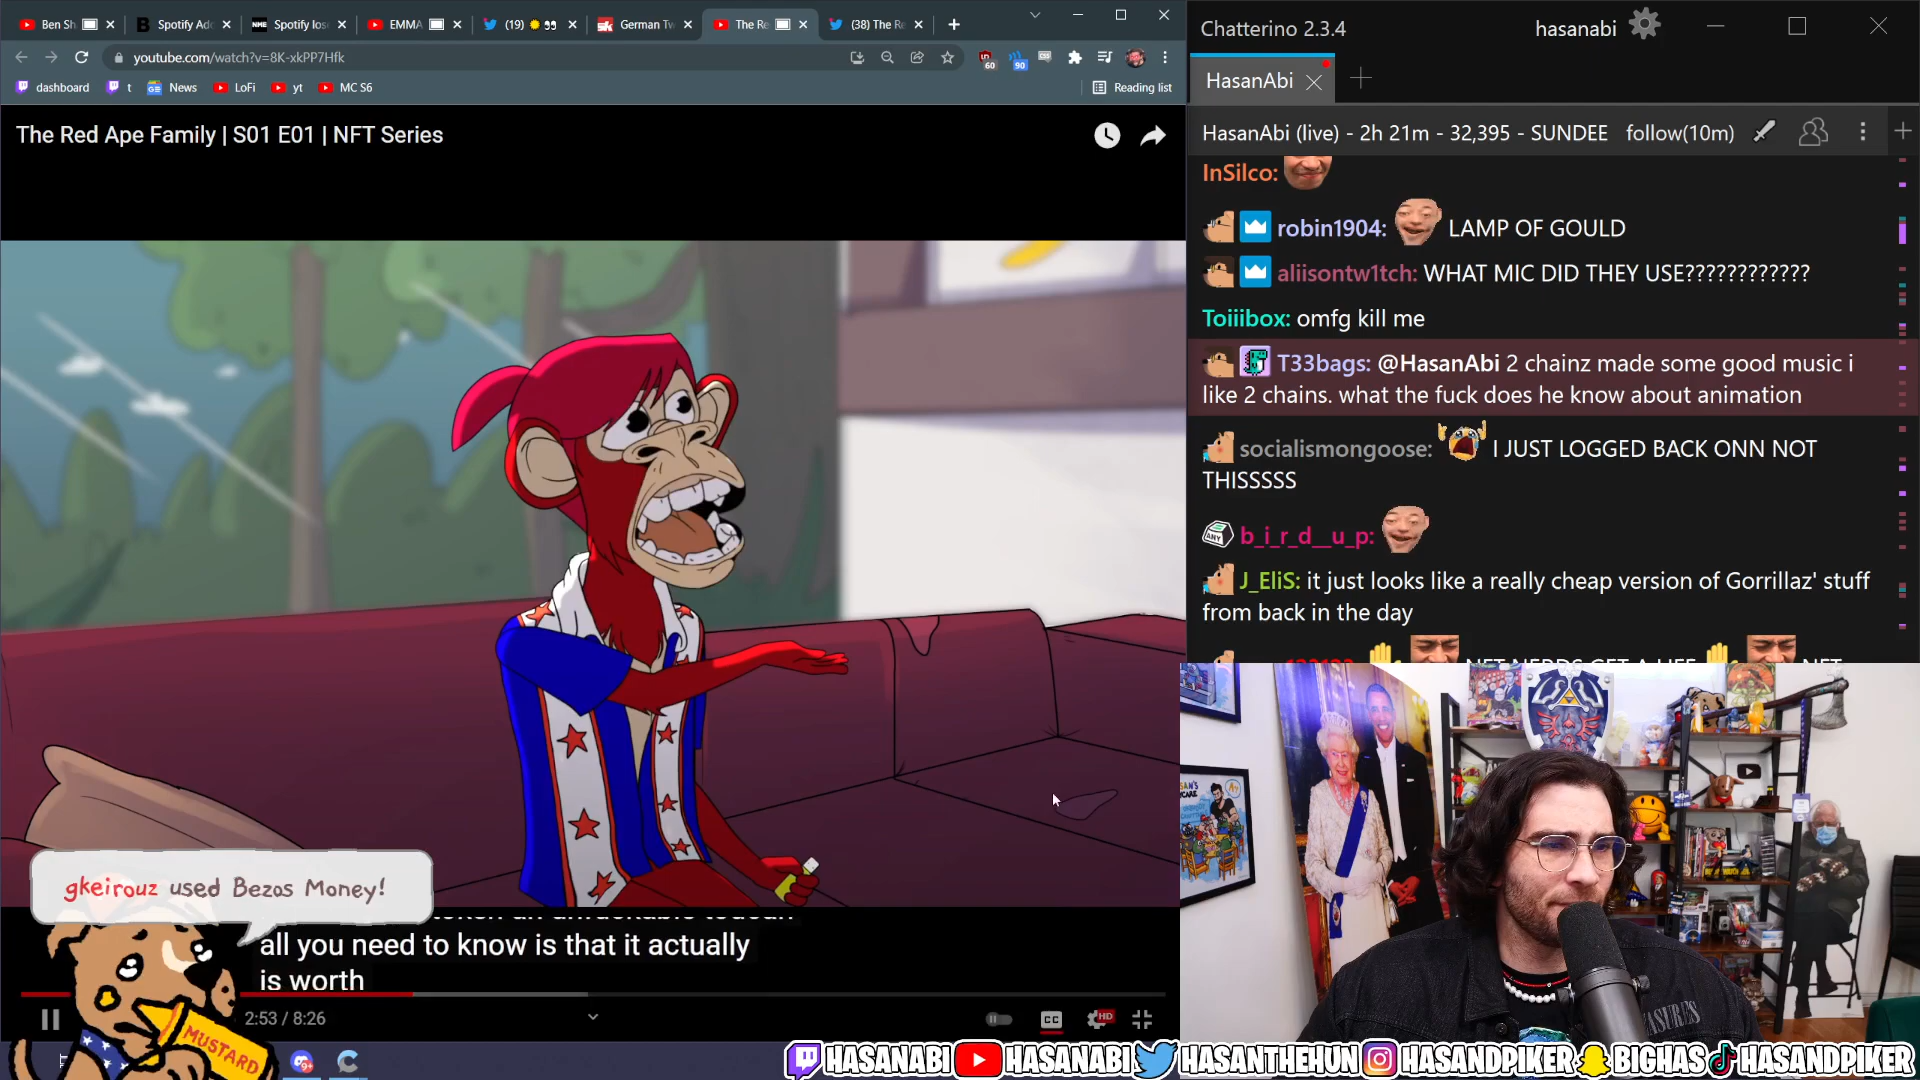 Ben Sh
Spotify Ad
Spotify los
EMMA
(19)
German Tw
The Re
(38) The Re
youtube.com/watch?v=8K-xkPP7Hfk
60
90
dashboard
t
News
LoFi
yt
MC S6
Reading list
The Red Ape Family | S01 E01 | NFT Series
gkeirouz used Bezos Money!
all you need to know is that it actually
is worth
MUSTARD
2:53 / 8:26
CC
HD
Chatterino 2.3.4
hasanabi
HasanAbi
HasanAbi (live) - 2h 21m - 32,395 - SUNDEE
follow(10m)
InSilco:
robin1904: LAMP OF GOULD
aliisontw1tch: WHAT MIC DID THEY USE????????????
Toiiibox: omfg kill me
T33bags: @HasanAbi 2 chainz made some good music i
like 2 chains. what the fuck does he know about animation
socialismongoose: I JUST LOGGED BACK ONN NOT
THISSSSS
b_i_r_d__u_p:
J_EliS: it just looks like a really cheap version of Gorrillaz' stuff
from back in the day
HASANABI
HASANABI
HASANTHEHUN
HASANDPIKER
BIGHAS
HASANDPIKER